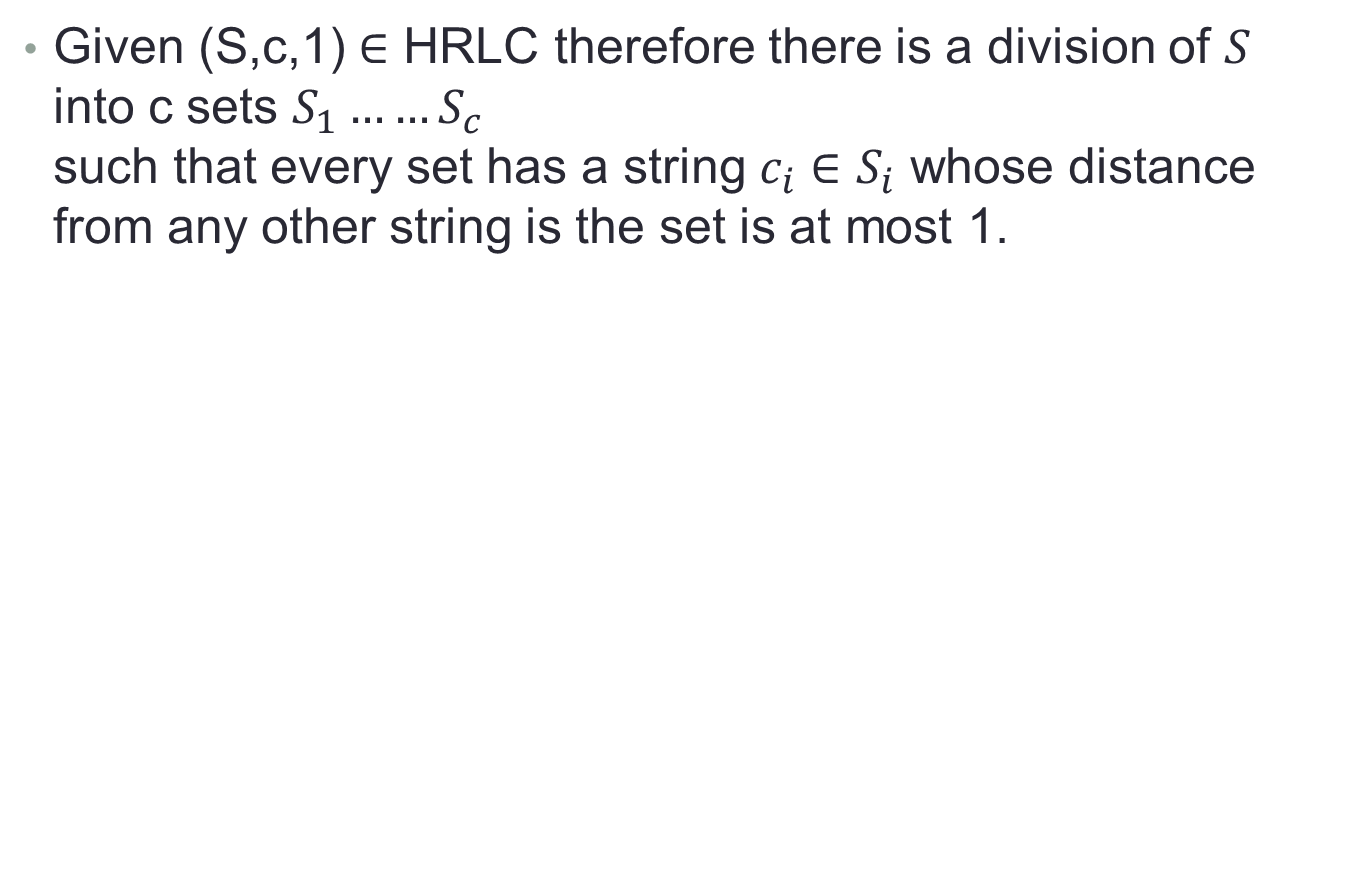 • Given (S,c,1) ∈ HRLC therefore there is a division of 𝑆
into c sets 𝑆₁ … … 𝑆𝑐
such that every set has a string 𝑐ᵢ ∈ 𝑆ᵢ whose distance
from any other string is the set is at most 1.